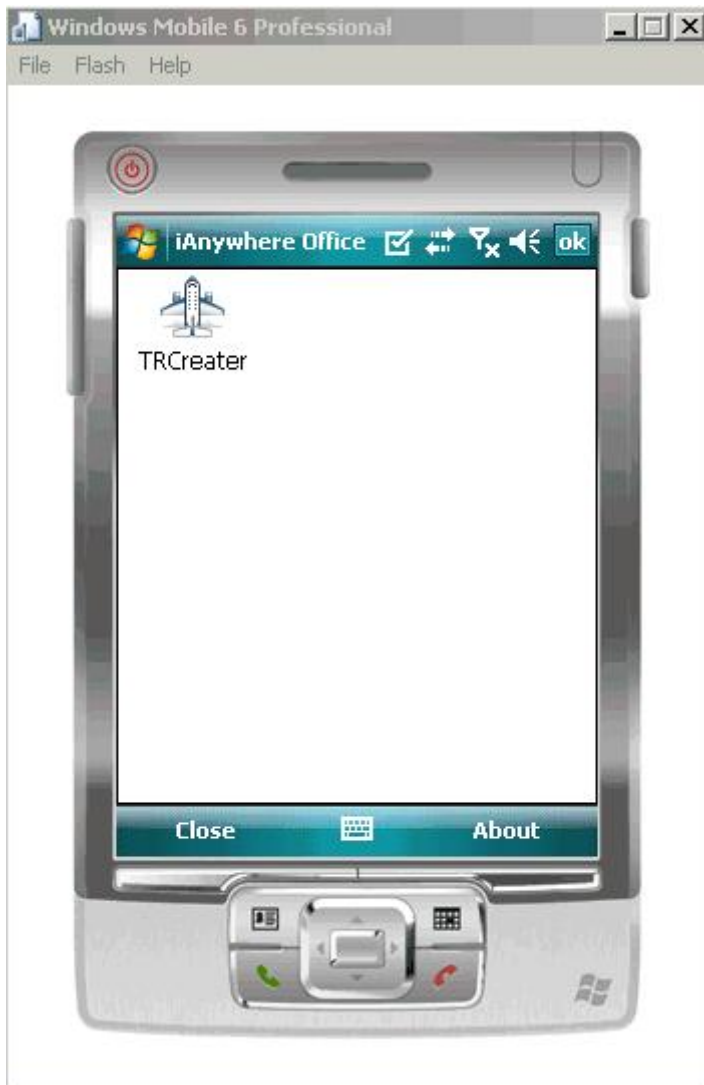 Windows Mobile 6 Professional
File Flash Help
iAnywhere Office ok
TRCreater
Close About